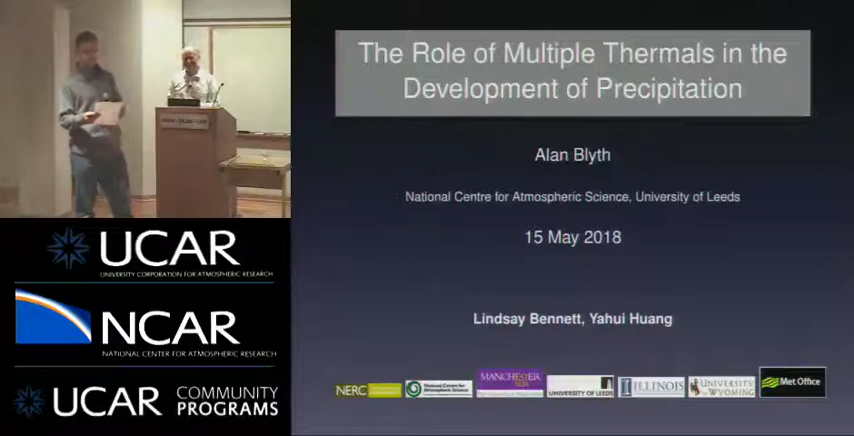 The Role of Multiple Thermals in the
Development of Precipitation
Alan Blyth
National Centre for Atmospheric Science, University of Leeds
15 May 2018
Lindsay Bennett, Yahui Huang
NERC
National Centre for
Atmospheric Science
MANCHESTER
UNIVERSITY OF LEEDS
ILLINOIS
UNIVERSITY
OF WYOMING
Met Office
UCAR
UNIVERSITY CORPORATION FOR ATMOSPHERIC RESEARCH
NCAR
NATIONAL CENTER FOR ATMOSPHERIC RESEARCH
UCAR
COMMUNITY
PROGRAMS